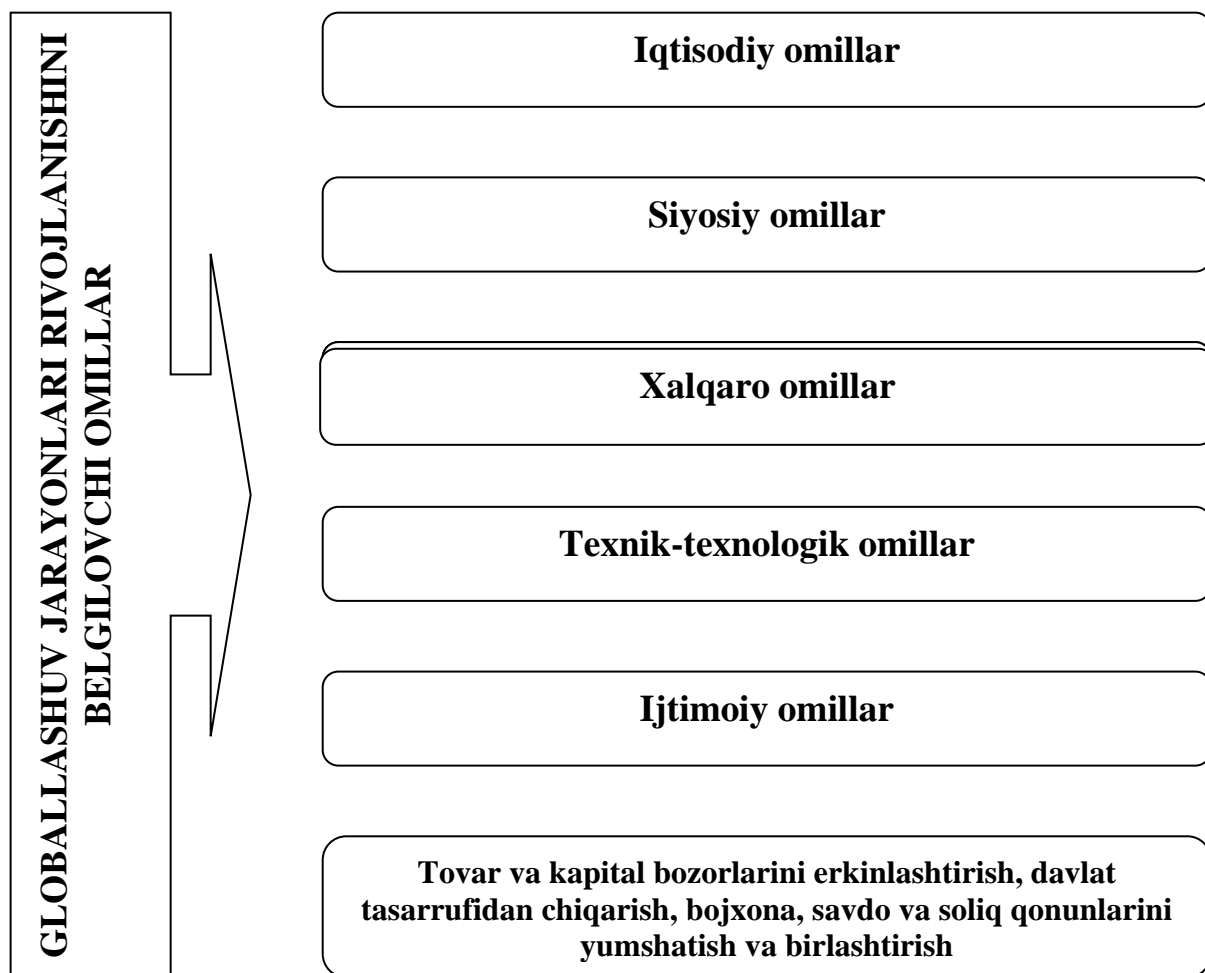 GLOBALLASHUV JARAYONLARI RIVOJLANISHINI
BELGILOVCHI OMILLAR
Iqtisodiy omillar
Siyosiy omillar
Xalqaro omillar
Texnik-texnologik omillar
Ijtimoiy omillar
Tovar va kapital bozorlarini erkinlashtirish, davlat
tasarrufidan chiqarish, bojxona, savdo va soliq qonunlarini
yumshatish va birlashtirish